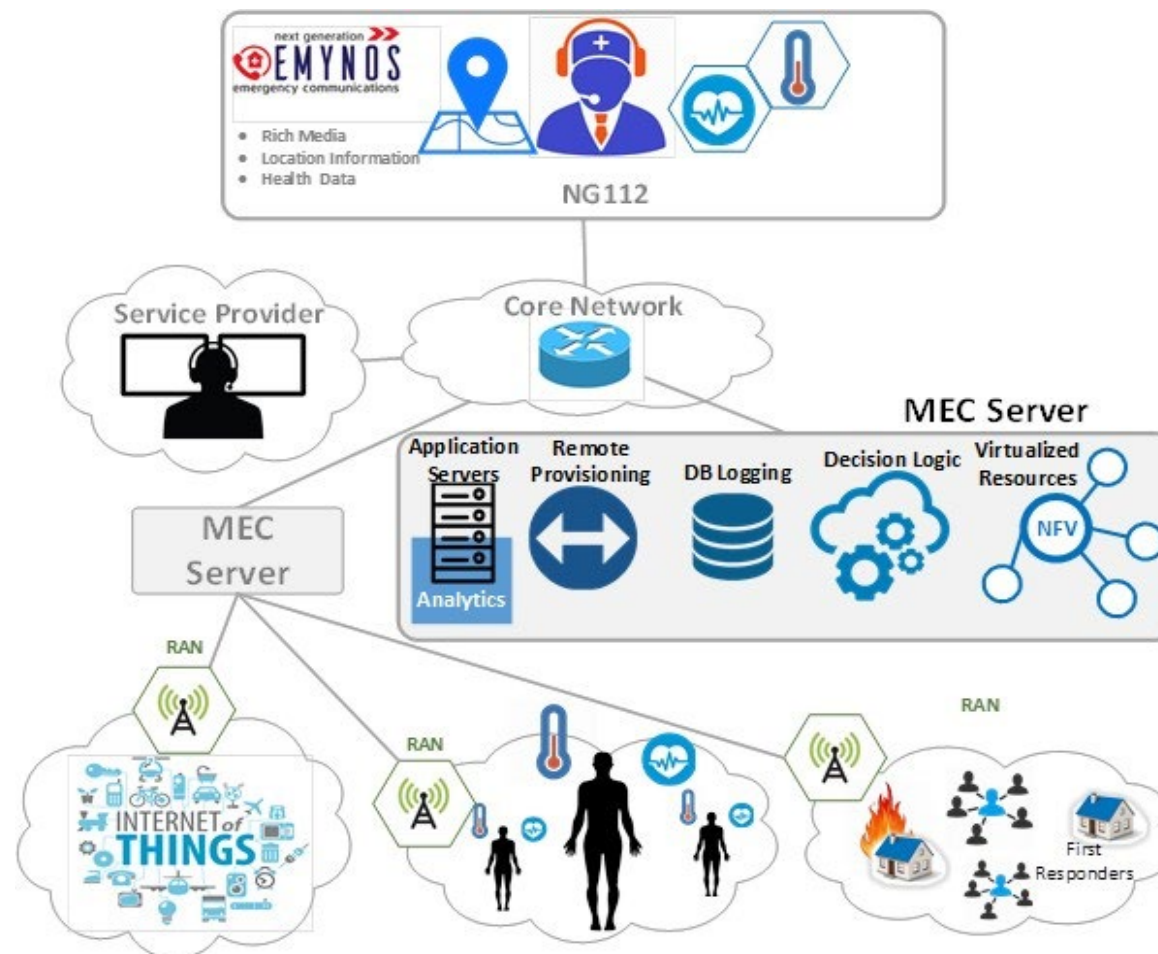 next generation
EMYNOS
emergency communications
Rich Media
Location Information
Health Data
NG112
Service Provider
Core Network
MEC Server
Application
Servers
Analytics
Remote
Provisioning
DB Logging
Decision Logic
Virtualized
Resources
NFV
MEC
Server
RAN
RAN
RAN
INTERNET of
THINGS
First
Responders